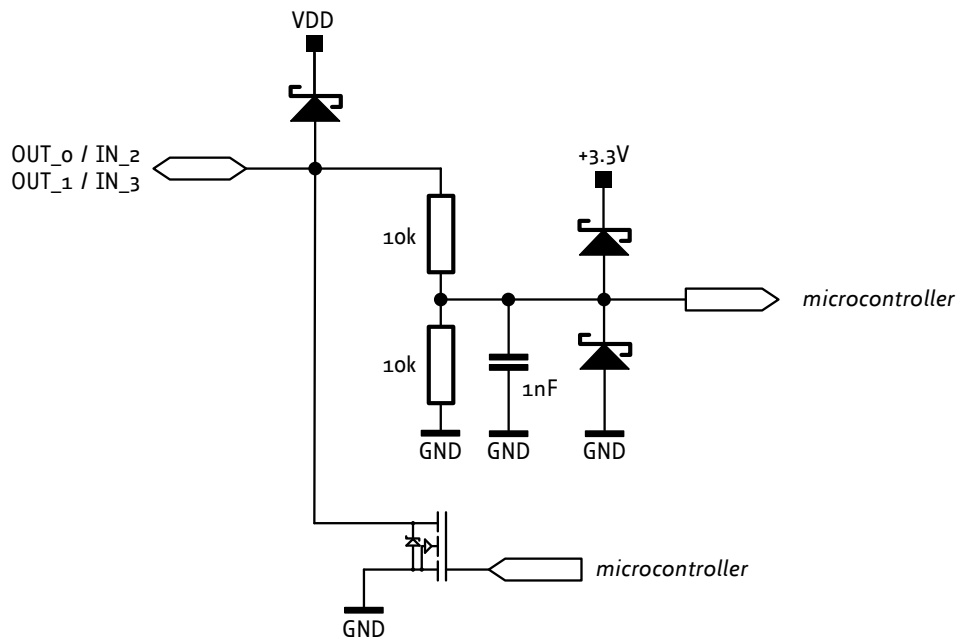 VDD
OUT_0 / IN_2
OUT_1 / IN_3
+3.3V
10k
microcontroller
10k
1nF
GND
GND
GND
microcontroller
GND